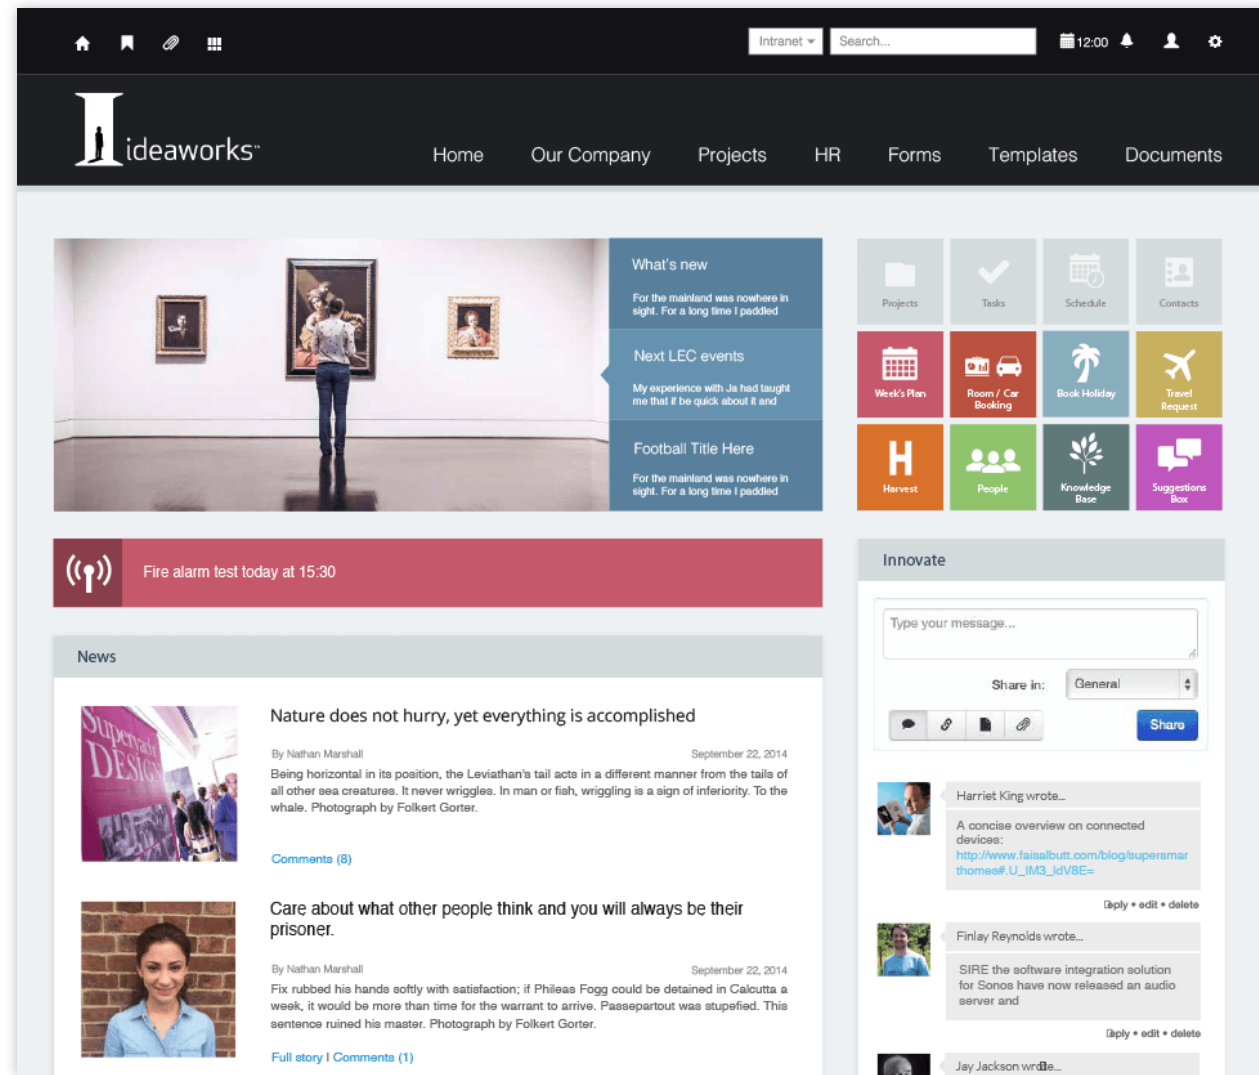 Intranet
Search...
12:00
ideaworks™
Home
Our Company
Projects
HR
Forms
Templates
Documents
What's new
For the mainland was nowhere in
sight. For a long time I paddled
Next LEC events
My experience with Ja had taught
me that if be quick about it and
Football Title Here
For the mainland was nowhere in
sight. For a long time I paddled
Projects
Tasks
Schedule
Contacts
Week's Plan
Room / Car
Booking
Book Holiday
Travel
Request
H
Harvest
People
Knowledge
Base
Suggestions
Box
Fire alarm test today at 15:30
News
Supervacht
DESIGN
Nature does not hurry, yet everything is accomplished
By Nathan Marshall
September 22, 2014
Being horizontal in its position, the Leviathan's tail acts in a different manner from the tails of
all other sea creatures. It never wriggles. In man or fish, wriggling is a sign of inferiority. To the
whale. Photograph by Folkert Gorter.
Comments (8)
Care about what other people think and you will always be their
prisoner.
By Nathan Marshall
September 22, 2014
Fix rubbed his hands softly with satisfaction; if Phileas Fogg could be detained in Calcutta a
week, it would be more than time for the warrant to arrive. Passepartout was stupefied. This
sentence ruined his master. Photograph by Folkert Gorter.
Full story | Comments (1)
Innovate
Type your message...
Share in:
General
Share
Harriet King wrote...
A concise overview on connected
devices:
http://www.faisalbutt.com/blog/supersmar
thomes#.U_IM3_ldV8E=
eply • edit • delete
Finlay Reynolds wrote...
SIRE the software integration solution
for Sonos have now released an audio
server and
eply • edit • delete
Jay Jackson wrote...